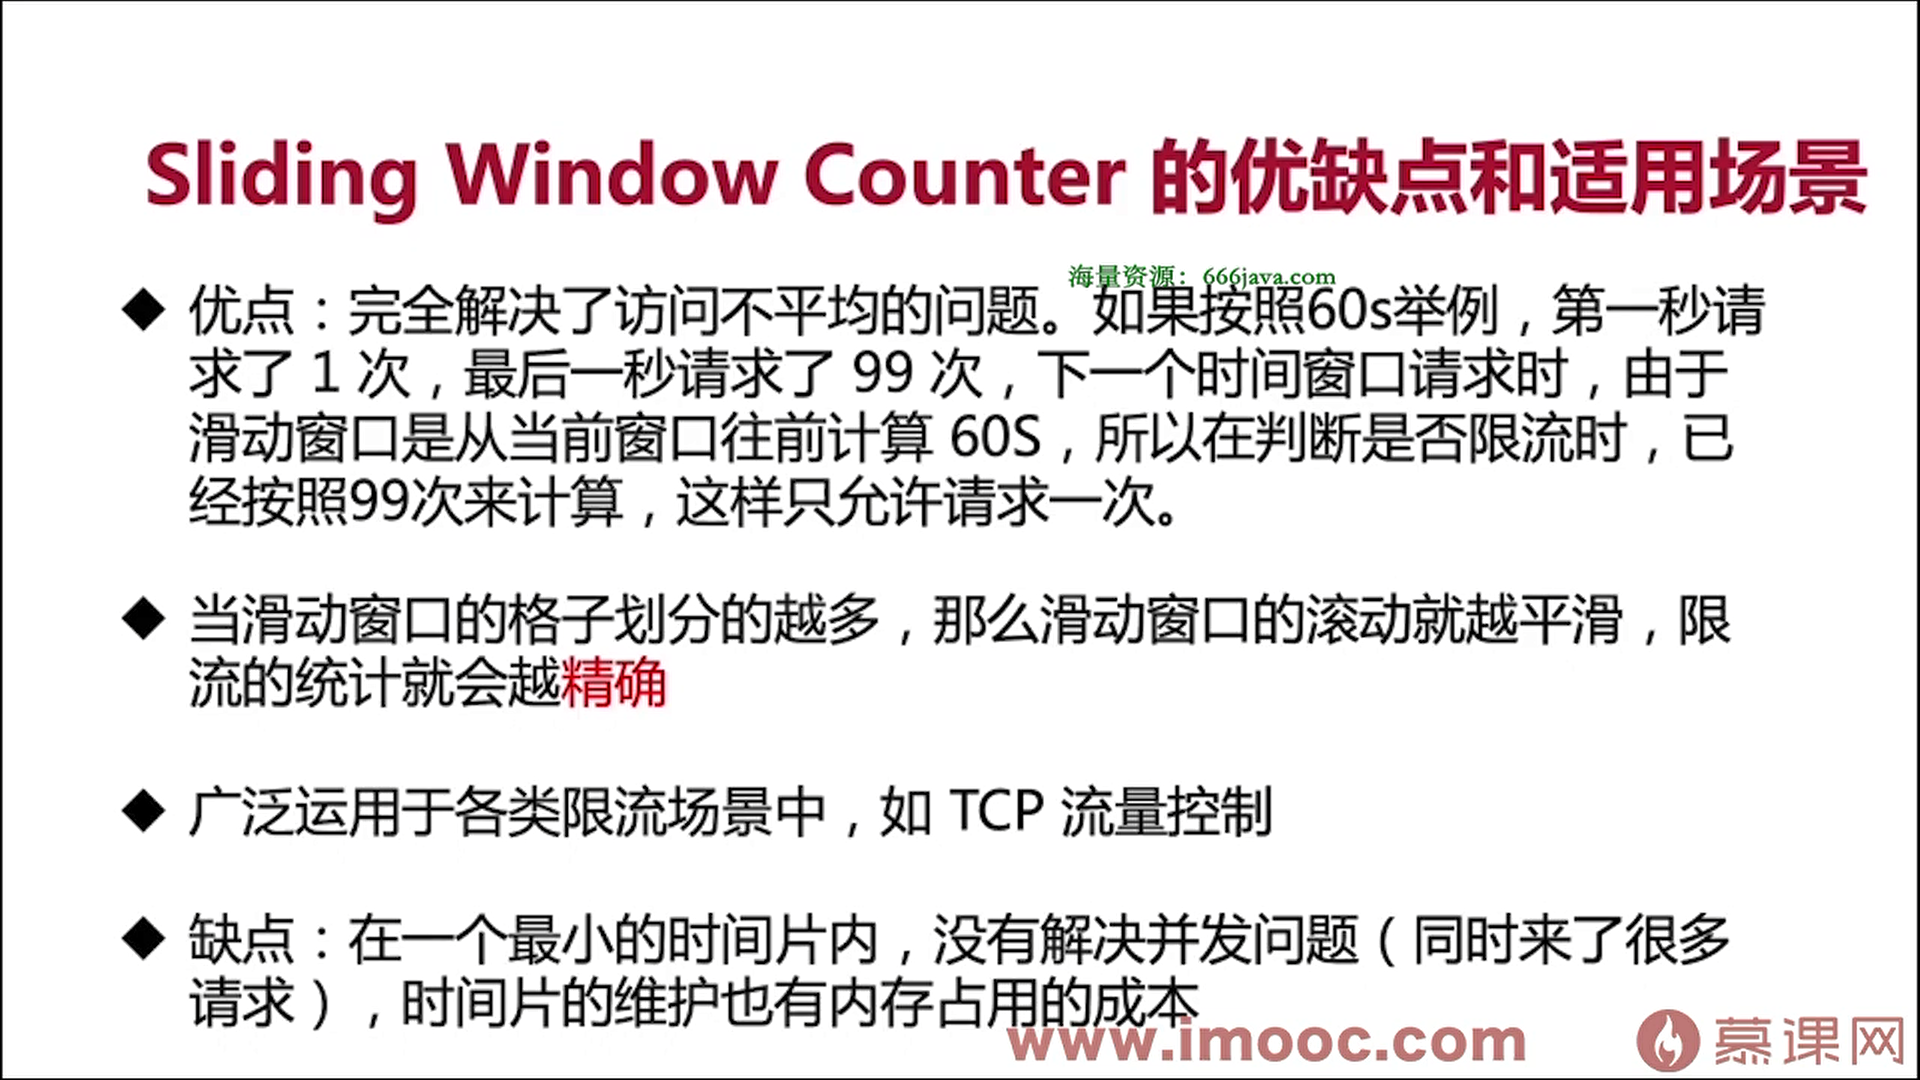 Sliding Window Counter 的优缺点和适用场景
海量资源：666java.com
◆ 优点：完全解决了访问不平均的问题。如果按照60s举例，第一秒请
求了 1 次，最后一秒请求了 99 次，下一个时间窗口请求时，由于
滑动窗口是从当前窗口往前计算 60S，所以在判断是否限流时，已
经按照99次来计算，这样只允许请求一次。
◆ 当滑动窗口的格子划分的越多，那么滑动窗口的滚动就越平滑，限
流的统计就会越精确
◆ 广泛运用于各类限流场景中，如 TCP 流量控制
◆ 缺点：在一个最小的时间片内，没有解决并发问题（同时来了很多
请求），时间片的维护也有内存占用的成本
www.imooc.com
慕课网